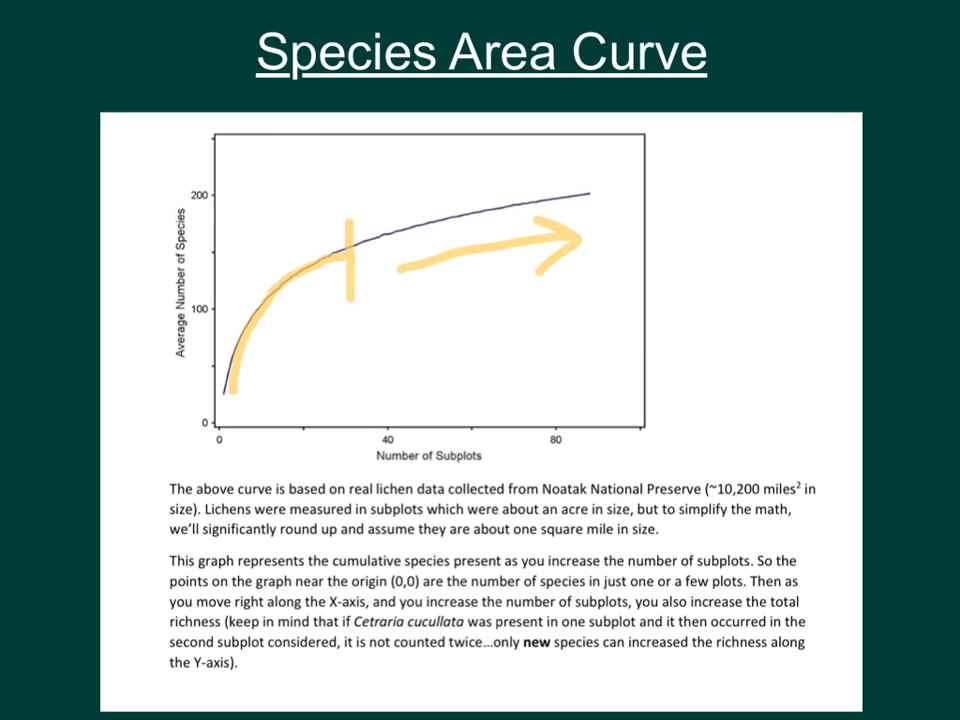 Species Area Curve
200
100
0
Average Number of Species
0
40
80
Number of Subplots
The above curve is based on real lichen data collected from Noatak National Preserve (~10,200 miles² in
size). Lichens were measured in subplots which were about an acre in size, but to simplify the math,
we'll significantly round up and assume they are about one square mile in size.
This graph represents the cumulative species present as you increase the number of subplots. So the
points on the graph near the origin (0,0) are the number of species in just one or a few plots. Then as
you move right along the X-axis, and you increase the number of subplots, you also increase the total
richness (keep in mind that if Cetraria cucullata was present in one subplot and it then occurred in the
second subplot considered, it is not counted twice...only new species can increased the richness along
the Y-axis).